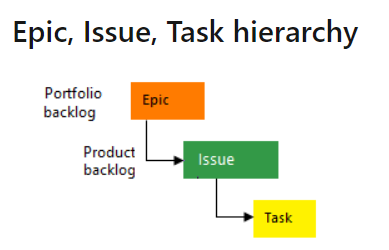 Epic, Issue, Task hierarchy
Portfolio
backlog
Epic
Product
backlog
Issue
Task